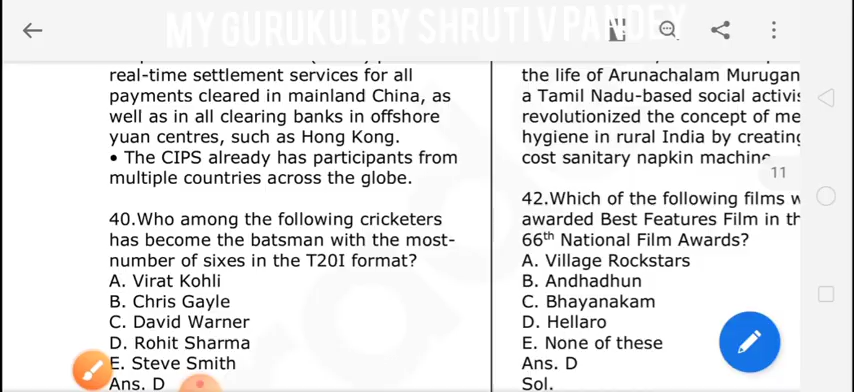 MY GURUKUL BY SHRUTI V PANDEY
real-time settlement services for all
payments cleared in mainland China, as
well as in all clearing banks in offshore
yuan centres, such as Hong Kong.
• The CIPS already has participants from
multiple countries across the globe.
40.Who among the following cricketers
has become the batsman with the most-
number of sixes in the T20I format?
A. Virat Kohli
B. Chris Gayle
C. David Warner
D. Rohit Sharma
E. Steve Smith
Ans. D
the life of Arunachalam Murugan
a Tamil Nadu-based social activis
revolutionized the concept of me
hygiene in rural India by creating
cost sanitary napkin machine
11
42.Which of the following films w
awarded Best Features Film in th
66th National Film Awards?
A. Village Rockstars
B. Andhadhun
C. Bhayanakam
D. Hellaro
E. None of these
Ans. D
Sol.